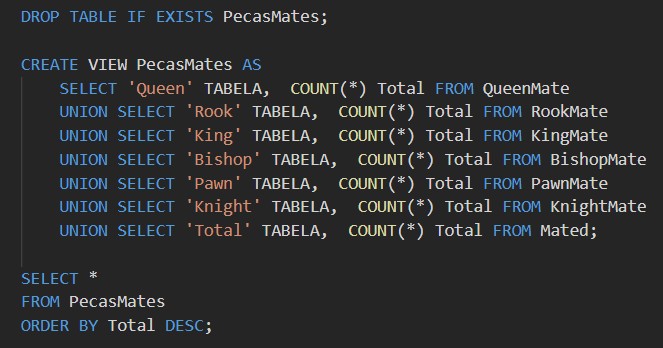 DROP TABLE IF EXISTS PecasMates;
CREATE VIEW PecasMates AS
SELECT 'Queen' TABELA, COUNT(*) Total FROM QueenMate
UNION SELECT 'Rook' TABELA, COUNT(*) Total FROM RookMate
UNION SELECT 'King' TABELA, COUNT(*) Total FROM KingMate
UNION SELECT 'Bishop' TABELA, COUNT(*) Total FROM BishopMate
UNION SELECT 'Pawn' TABELA, COUNT(*) Total FROM PawnMate
UNION SELECT 'Knight' TABELA, COUNT(*) Total FROM KnightMate
UNION SELECT 'Total' TABELA, COUNT(*) Total FROM Mated;
SELECT *
FROM PecasMates
ORDER BY Total DESC;